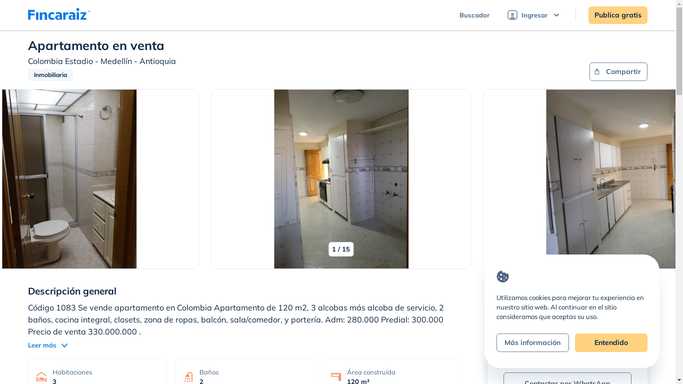 Fincaraiz
Buscador
Ingresar
Publica gratis
Apartamento en venta
Colombia Estadio - Medellín - Antioquia
Inmobiliaria
Compartir
1 / 15
Descripción general
Código 1083 Se vende apartamento en Colombia Apartamento de 120 m2, 3 alcobas más alcoba de servicio, 2
baños, cocina integral, closets, zona de ropas, balcón, sala/comedor, y portería. Adm: 280.000 Predial: 300.000
Precio de venta 330.000.000 .
Leer más
Habitaciones
3
Baños
2
Área construida
120 m²
Utilizamos cookies para mejorar tu experiencia en
nuestro sitio web. Al continuar en el sitio
consideramos que aceptas su uso.
Más información
Entendido
Contactar por WhatsApp